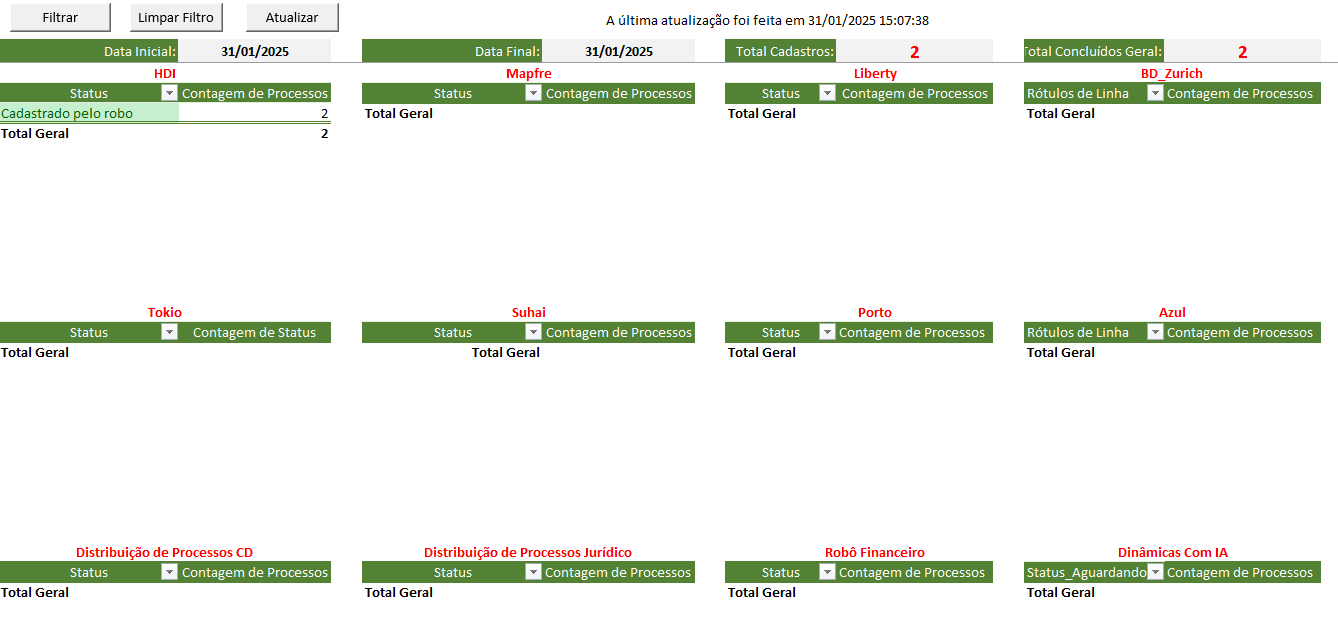 Filtrar Limpar Filtro Atualizar
A última atualização foi feita em 31/01/2025 15:07:38
Data Inicial: 31/01/2025 Data Final: 31/01/2025 Total Cadastros: 2 Total Concluídos Geral: 2
HDI Mapfre Liberty BD_Zurich
Status Contagem de Processos Status Contagem de Processos Status Contagem de Processos Rótulos de Linha Contagem de Processos
Cadastrado pelo robo 2 Total Geral Total Geral Total Geral
Total Geral 2
Tokio Suhai Porto Azul
Status Contagem de Status Status Contagem de Processos Status Contagem de Processos Rótulos de Linha Contagem de Processos
Total Geral Total Geral Total Geral Total Geral
Distribuição de Processos CD Distribuição de Processos Jurídico Robô Financeiro Dinâmicas Com IA
Status Contagem de Processos Status Contagem de Processos Status Contagem de Processos Status_Aguardando Contagem de Processos
Total Geral Total Geral Total Geral Total Geral